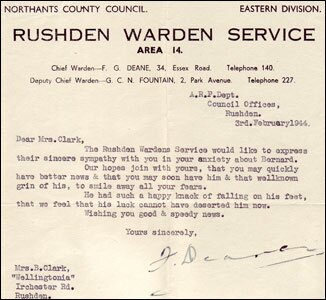 NORTHANTS COUNTY COUNCIL. EASTERN DIVISION.
RUSHDEN WARDEN SERVICE
AREA 14.
Chief Warden—F. G. DEANE, 34, Essex Road. Telephone 140.
Deputy Chief Warden—G. C. N. FOUNTAIN, 2, Park Avenue. Telephone 227.
A.R.P.Dept.
Council Offices,
Rushden.
3rd.February1944.
Dear Mrs.Clark,
The Rushden Wardens Service would like to express
their sincere sympathy with you in your anxiety about Bernard.
Our hopes join with yours, that you may quickly
have better news & that you may soon have him & that wellknown
grin of his, to smile away all your fears.
He had such a happy knack of falling on his feet,
that we feel that his luck cannot have deserted him now.
Wishing you good & speedy news.
Yours sincerely,
F. Deane
Mrs.B.Clark,
"Wellingtonia"
Irchester Rd.
Rushden.